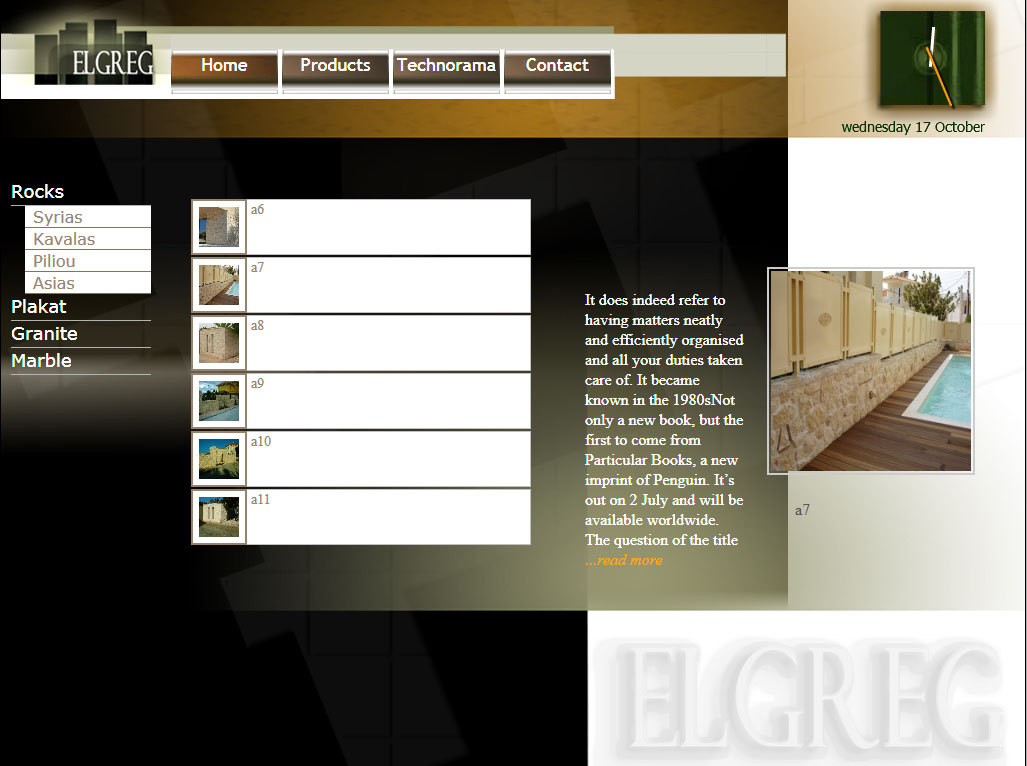 ELGREG
Home
Products
Technorama
Contact
wednesday 17 October
Rocks
Syrias
Kavalas
Piliou
Asias
Plakat
Granite
Marble
a6
a7
a8
a9
a10
a11
It does indeed refer to
having matters neatly
and efficiently organised
and all your duties taken
care of. It became
known in the 1980sNot
only a new book, but the
first to come from
Particular Books, a new
imprint of Penguin. It’s
out on 2 July and will be
available worldwide.
The question of the title
...read more
a7
ELGREG